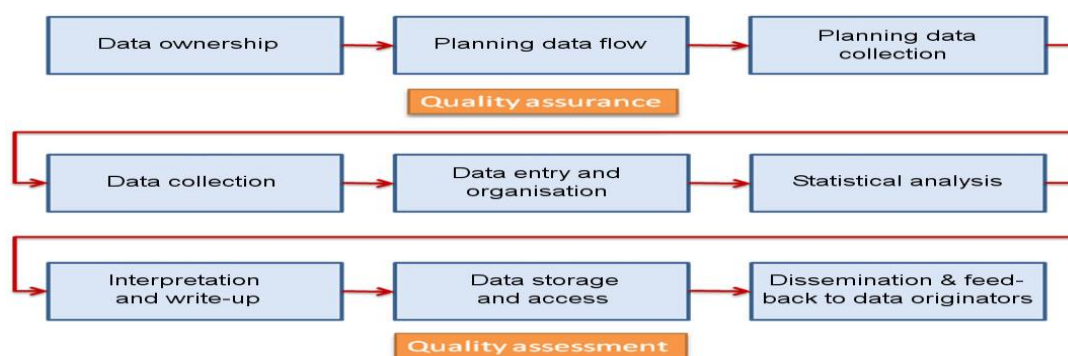 Data ownership
Planning data flow
Planning data
collection
Quality assurance
Data collection
Data entry and
organisation
Statistical analysis
Interpretation
and write-up
Data storage
and access
Dissemination & feed-
back to data originators
Quality assessment